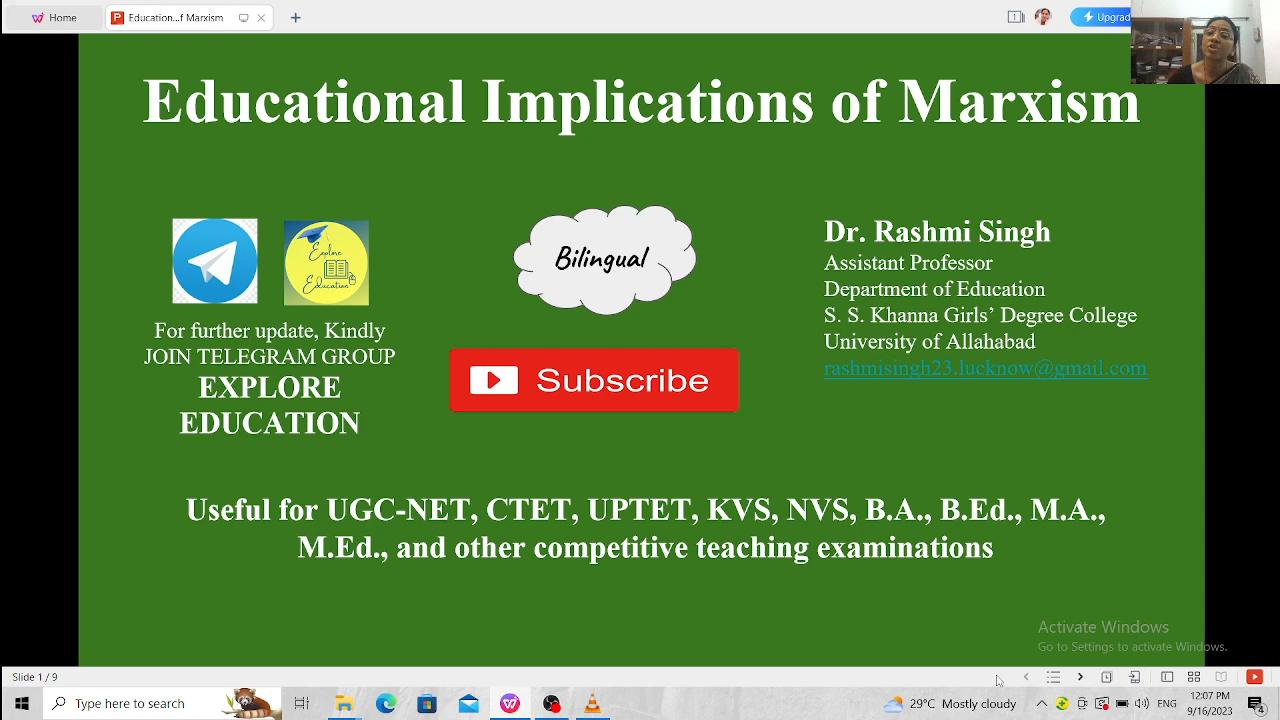 Home
Education...f Marxism
1
Upgrad
Educational Implications of Marxism
Explore
Education
For further update, Kindly
JOIN TELEGRAM GROUP
EXPLORE
EDUCATION
Bilingual
Subscribe
Dr. Rashmi Singh
Assistant Professor
Department of Education
S. S. Khanna Girls' Degree College
University of Allahabad
rashmisingh23.lucknow@gmail.com
Useful for UGC-NET, CTET, UPTET, KVS, NVS, B.A., B.Ed., M.A.,
M.Ed., and other competitive teaching examinations
Activate Windows
Go to Settings to activate Windows.
Slide 1 / 9
Type here to search
29°C Mostly cloudy
ENG
12:07 PM
9/16/2023
4